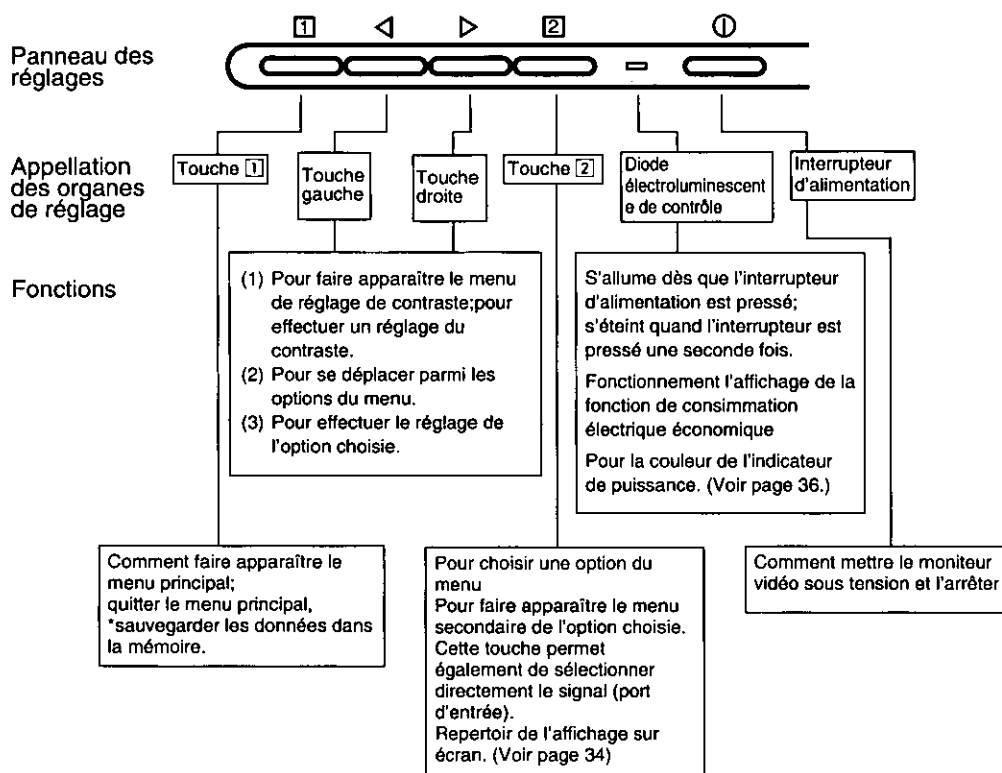 1 2
Panneau des
réglages
Appellation
des organes
de réglage
Touche 1
Touche
gauche
Touche
droite
Touche 2
Diode
électroluminescent
e de contrôle
Interrupteur
d'alimentation
Fonctions
(1) Pour faire apparaître le menu
de réglage de contraste;pour
effectuer un réglage du
contraste.
(2) Pour se déplacer parmi les
options du menu.
(3) Pour effectuer le réglage de
l'option choisie.
S'allume dès que l'interrupteur
d'alimentation est pressé;
s'éteint quand l'interrupteur est
pressé une seconde fois.
Fonctionnement l'affichage de la
fonction de consimmation
électrique économique
Pour la couleur de l'indicateur
de puissance. (Voir page 36.)
Comment faire apparaître le
menu principal;
quitter le menu principal,
*sauvegarder les données dans
la mémoire.
Pour choisir une option du
menu
Pour faire apparaître le menu
secondaire de l'option choisie.
Cette touche permet
également de sélectionner
directement le signal (port
d'entrée).
Repertoir de l'affichage sur
écran. (Voir page 34)
Comment mettre le moniteur
vidéo sous tension et l'arrêter